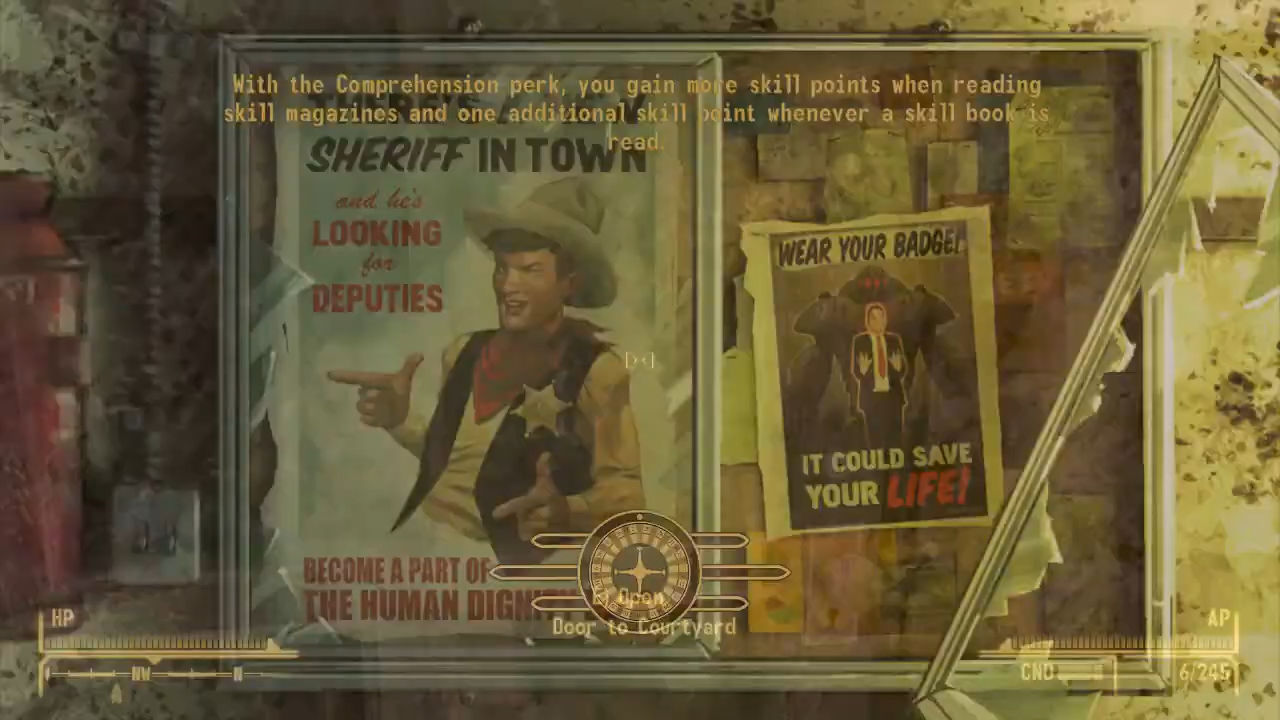 With the Comprehension perk, you gain more skill points when reading
skill magazines and one additional skill point whenever a skill book is
read.
SHERIFF IN TOWN
and he's
LOOKING
for
DEPUTIES
WEAR YOUR BADGE!
IT COULD SAVE
YOUR LIFE!
BECOME A PART OF
THE HUMAN
Open
Door to Courtyard
HP
NW
N
AP
CND
6/245